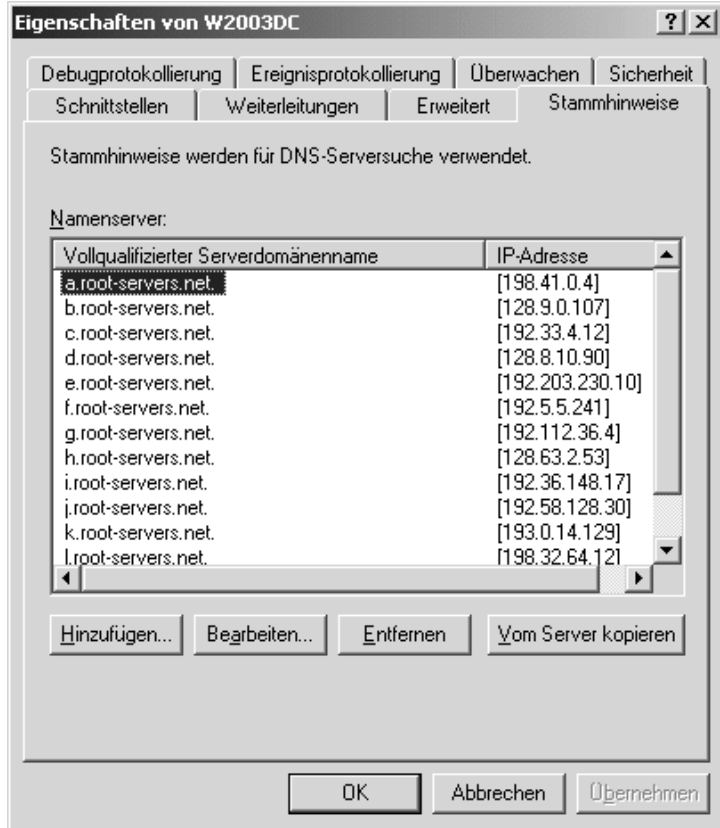 Eigenschaften von W2003DC
Debugprotokollierung Ereignisprotokollierung Überwachen Sicherheit
Schnittstellen Weiterleitungen Erweitert Stammhinweise
Stammhinweise werden für DNS-Serversuche verwendet.
Namenserver:
Vollqualifizierter Serverdomänenname IP-Adresse
a.root-servers.net. [198.41.0.4]
b.root-servers.net. [128.9.0.107]
c.root-servers.net. [192.33.4.12]
d.root-servers.net. [128.8.10.90]
e.root-servers.net. [192.203.230.10]
f.root-servers.net. [192.5.5.241]
g.root-servers.net. [192.112.36.4]
h.root-servers.net. [128.63.2.53]
i.root-servers.net. [192.36.148.17]
j.root-servers.net. [192.58.128.30]
k.root-servers.net. [193.0.14.129]
l.root-servers.net. [198.32.64.12]
Hinzufügen... Bearbeiten... Entfernen Vom Server kopieren
OK Abbrechen Übernehmen